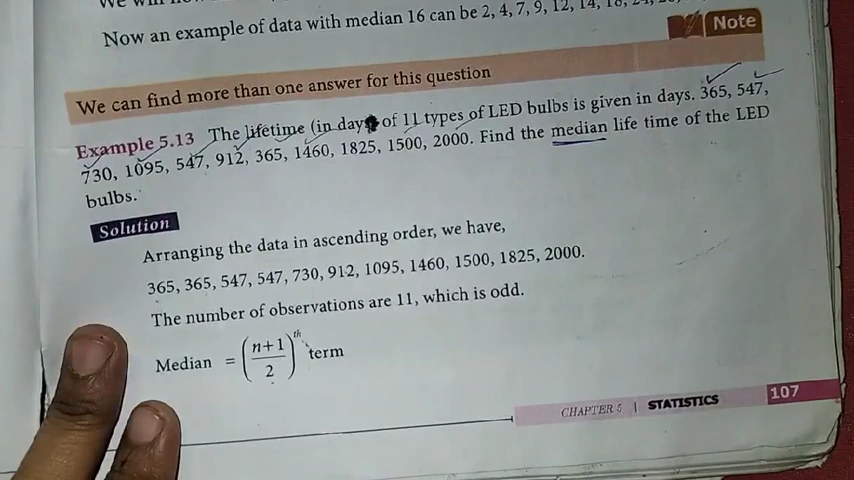 Now an example of data with median 16 can be 2, 4, 7, 9, 12, 14,
Note
We can find more than one answer for this question
Example 5.13 The lifetime (in day of 11 types of LED bulbs is given in days. 365, 547,
730, 1095, 547, 912, 365, 1460, 1825, 1500, 2000. Find the median life time of the LED
bulbs.
Solution
Arranging the data in ascending order, we have,
365, 365, 547, 547, 730, 912, 1095, 1460, 1500, 1825, 2000.
The number of observations are 11, which is odd.
Median = (n+1/2)th term
CHAPTER 5 | STATISTICS 107